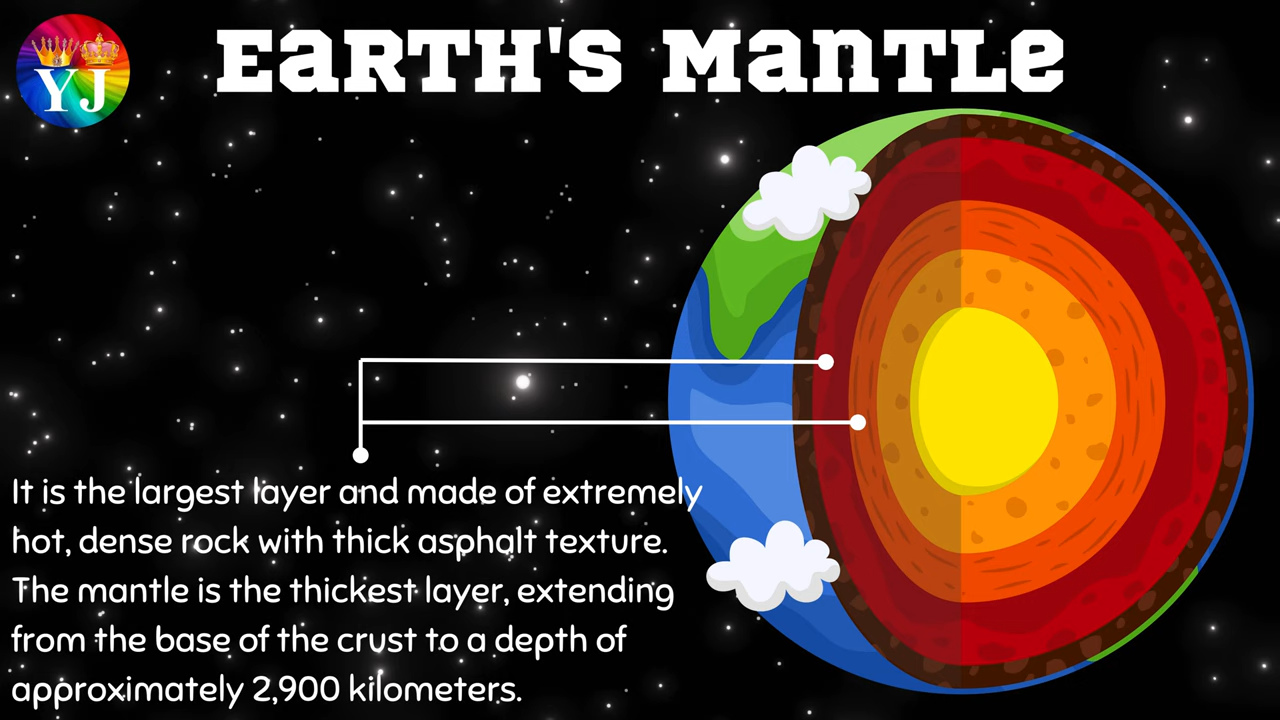 YJ
EaRTH'S MaNTLe
It is the largest layer and made of extremely
hot, dense rock with thick asphalt texture.
The mantle is the thickest layer, extending
from the base of the crust to a depth of
approximately 2,900 kilometers.